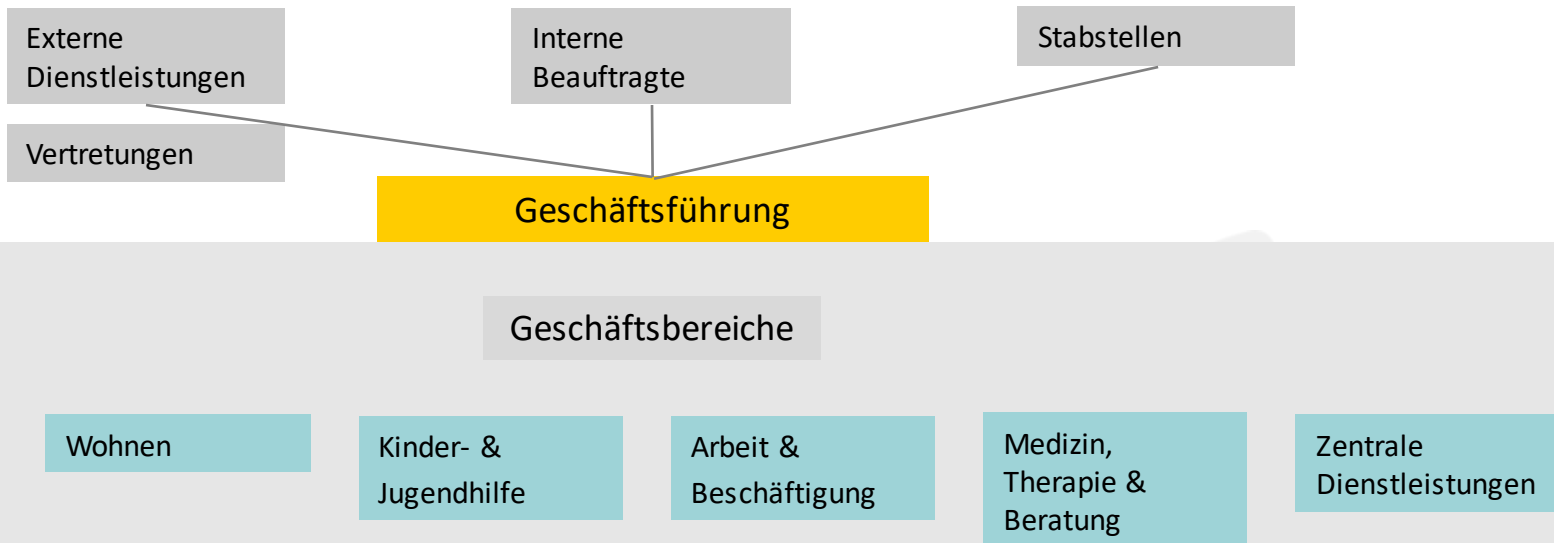 Externe
Dienstleistungen
Interne
Beauftragte
Stabstellen
Vertretungen
Geschäftsführung
Geschäftsbereiche
Wohnen
Kinder- &
Jugendhilfe
Arbeit &
Beschäftigung
Medizin,
Therapie &
Beratung
Zentrale
Dienstleistungen